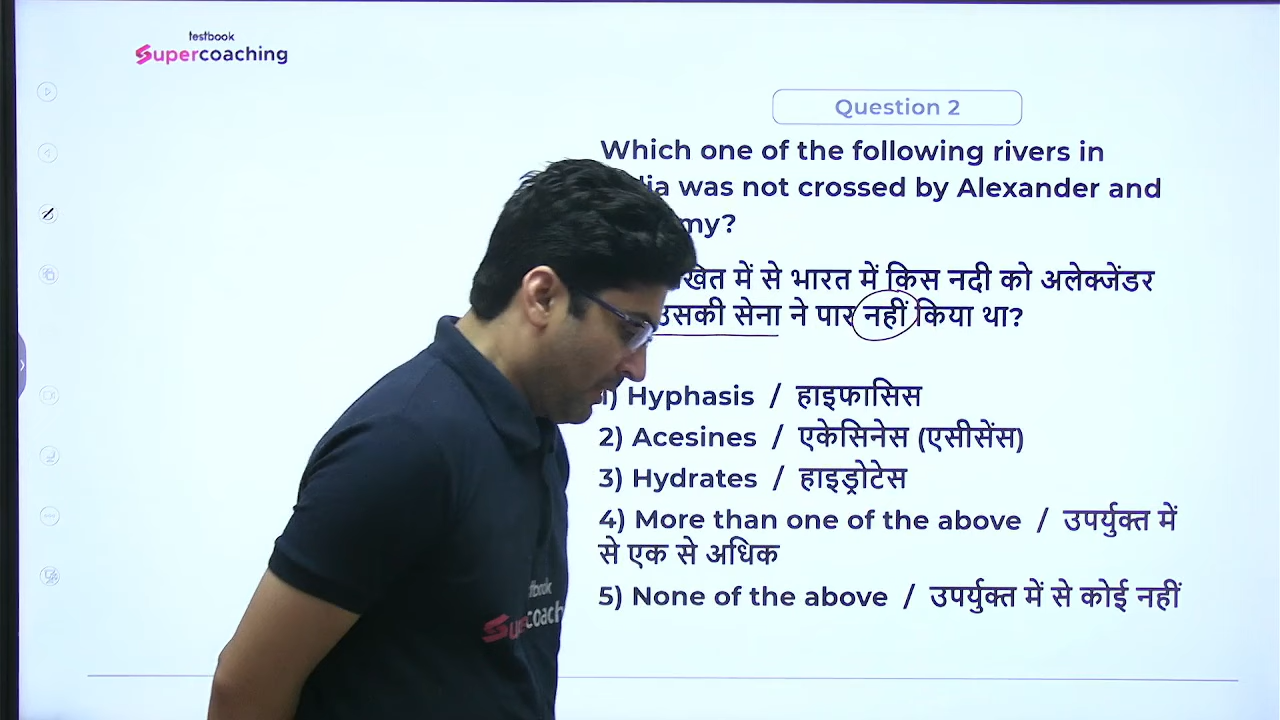 testbook
Supercoaching
Question 2
Which one of the following rivers in
was not crossed by Alexander and
में से भारत में किस नदी को अलेक्जेंडर
उसकी सेना ने पार नहीं किया था?
1) Hyphasis / हाइफासिस
2) Acesines / एकेसिनेस (एसीसेंस)
3) Hydrates / हाइड्रोटेस
4) More than one of the above / उपर्युक्त में
से एक से अधिक
5) None of the above / उपर्युक्त में से कोई नहीं